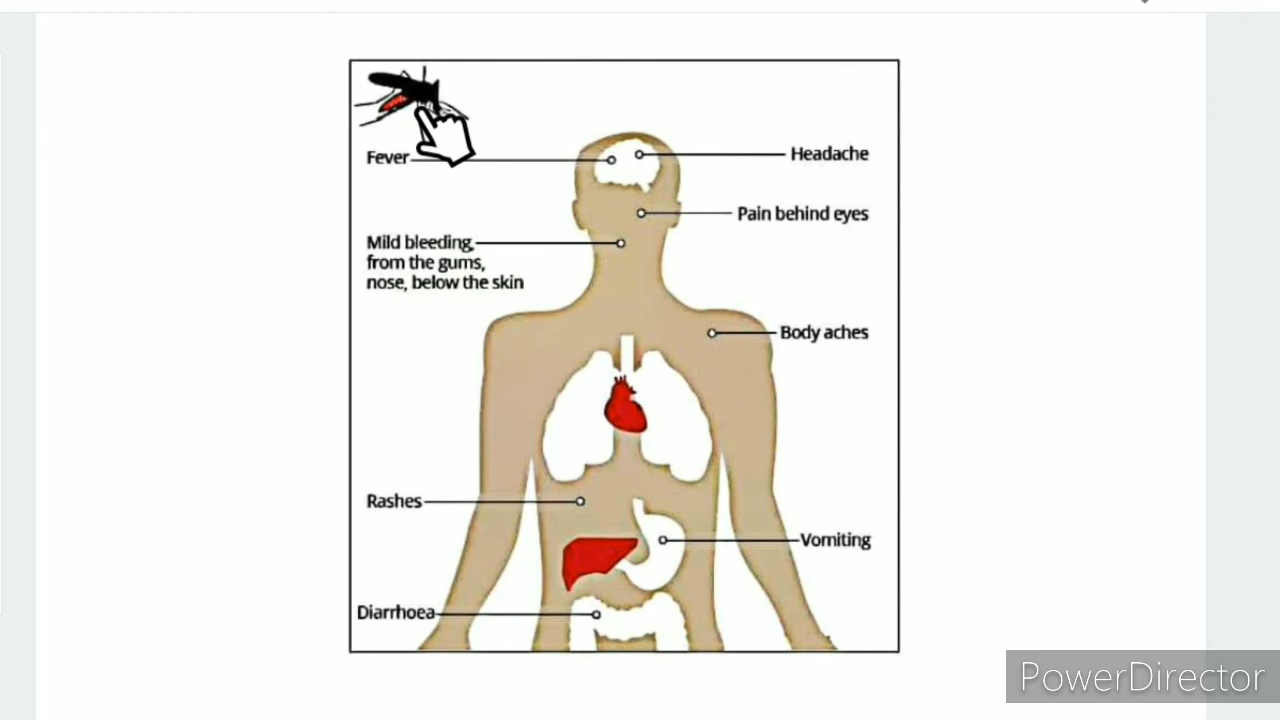 Fever
Headache
Pain behind eyes
Mild bleeding,
from the gums,
nose, below the skin
Body aches
Rashes
Vomiting
Diarrhoea
PowerDirector